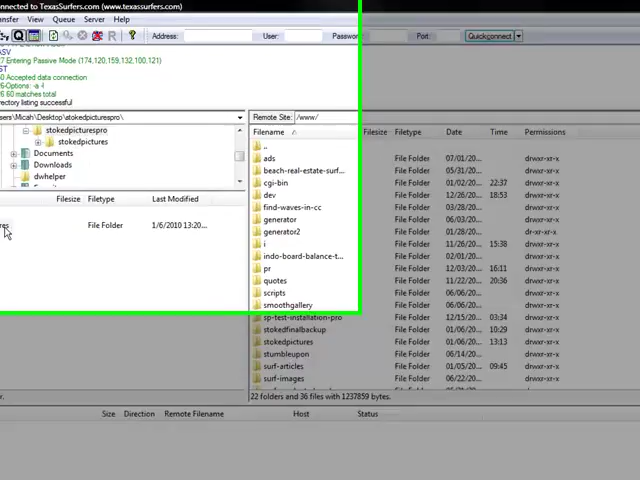 onnected to TexasSurfers.com (www.texassurfers.com)
ansfer View Queue Server Help
Address: User: Passwo Port: Quickconnect
ASV
27 Entering Passive Mode (174,120,159,132,100,121)
ST
0 Accepted data connection
26-Options: -a -l
26 60 matches total
rectory listing successful
sers\Micah\Desktop\stokedpicturespro\
Remote Site: /www/
stokedpicturespro
stokedpictures
Documents
Downloads
dwhelper
Filesize Filetype Last Modified
res File Folder 1/6/2010 13:20...
Filename / Filesize Filetype Date Time Permissions
..
ads File Folder 07/01/20... drwxr-xr-x
beach-real-estate-surf... File Folder 05/31/20... drwxr-xr-x
cgi-bin File Folder 01/02/20... 22:37 drwxr-xr-x
dev File Folder 12/26/20... 18:53 drwxr-xr-x
find-waves-in-cc File Folder 03/28/20... drwxr-xr-x
generator File Folder 06/03/20... drwxr-xr-x
generator2 File Folder 01/28/20... dr-xr-xr-x
i File Folder 11/26/20... 15:38 drwxr-xr-x
indo-board-balance-t... File Folder 02/01/20... drwxr-xr-x
pr File Folder 12/03/20... 16:11 drwxr-xr-x
quotes File Folder 11/22/20... 20:36 drwxr-xr-x
scripts File Folder 06/06/20... drwxr-xr-x
smoothgallery File Folder 06/06/20... drwxr-xr-x
sp-test-installation-pro File Folder 12/15/20... 03:34 drwxr-xr-x
stokedfinalbackup File Folder 01/06/20... 10:29 drwxr-xr-x
stokedpictures File Folder 01/06/20... 13:13 drwxr-xr-x
stumbleupon File Folder 06/14/20... drwxr-xr-x
surf-articles File Folder 01/05/20... 09:45 drwxr-xr-x
surf-images File Folder 06/22/20... drwxr-xr-x
22 folders and 36 files with 1237859 bytes.
Size Direction Remote Filename Host Status